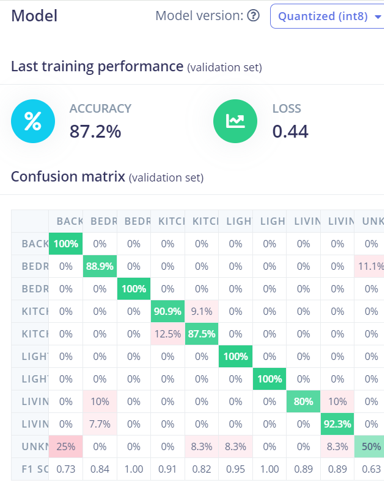 Model Model version: Quantized (int8)
Last training performance (validation set)
% ACCURACY LOSS
87.2% 0.44
Confusion matrix (validation set)
BACK BEDR BEDR KITCI KITCI LIGH LIGH LIVIN LIVIN UNK
BACK 100% 0% 0% 0% 0% 0% 0% 0% 0% 0%
BEDR 0% 88.9% 0% 0% 0% 0% 0% 0% 0% 11.1%
BEDR 0% 0% 100% 0% 0% 0% 0% 0% 0% 0%
KITC 0% 0% 0% 90.9% 9.1% 0% 0% 0% 0% 0%
KITC 0% 0% 0% 12.5% 87.5% 0% 0% 0% 0% 0%
LIGH 0% 0% 0% 0% 0% 100% 0% 0% 0% 0%
LIGH 0% 0% 0% 0% 0% 0% 100% 0% 0% 0%
LIVIN 0% 10% 0% 0% 0% 0% 0% 80% 10% 0%
LIVIN 0% 7.7% 0% 0% 0% 0% 0% 0% 92.3% 0%
UNKN 25% 0% 0% 0% 8.3% 8.3% 0% 0% 8.3% 50%
F1 SC 0.73 0.84 1.00 0.91 0.82 0.95 1.00 0.89 0.89 0.63